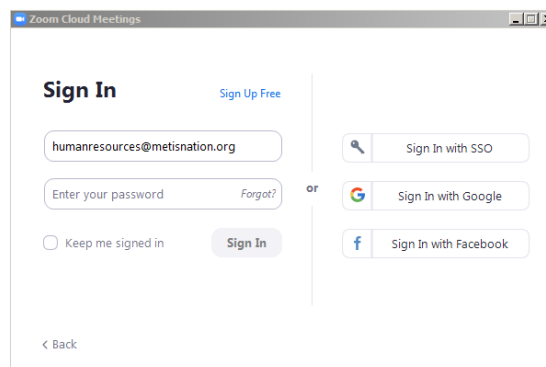 Zoom Cloud Meetings
Sign In
Sign Up Free
humanresources@metisnation.org
Enter your password
Forgot?
Keep me signed in
Sign In
or
Sign In with SSO
Sign In with Google
Sign In with Facebook
< Back